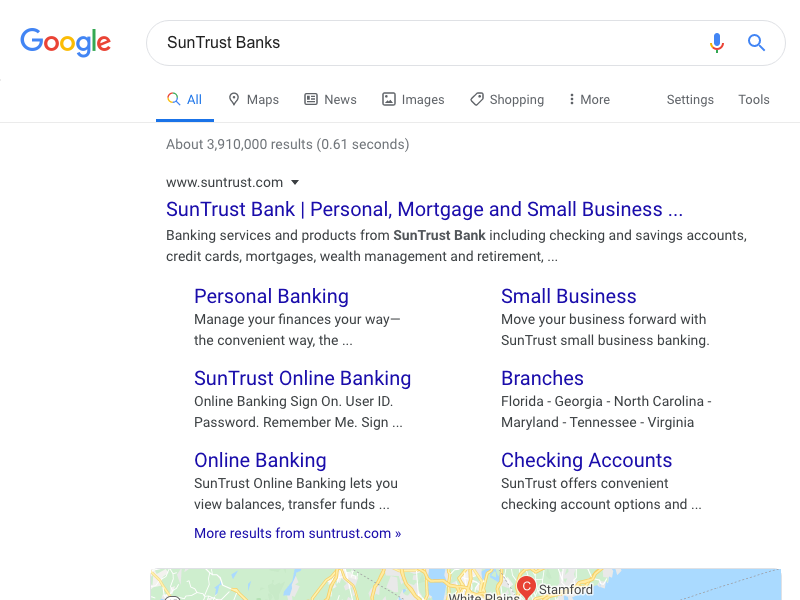 Google
SunTrust Banks
All Maps News Images Shopping More Settings Tools
About 3,910,000 results (0.61 seconds)
www.suntrust.com
SunTrust Bank | Personal, Mortgage and Small Business ...
Banking services and products from SunTrust Bank including checking and savings accounts,
credit cards, mortgages, wealth management and retirement, ...
Personal Banking
Manage your finances your way—
the convenient way, the ...
Small Business
Move your business forward with
SunTrust small business banking.
SunTrust Online Banking
Online Banking Sign On. User ID.
Password. Remember Me. Sign ...
Branches
Florida - Georgia - North Carolina -
Maryland - Tennessee - Virginia
Online Banking
SunTrust Online Banking lets you
view balances, transfer funds ...
Checking Accounts
SunTrust offers convenient
checking account options and ...
More results from suntrust.com »
C Stamford
White Plains